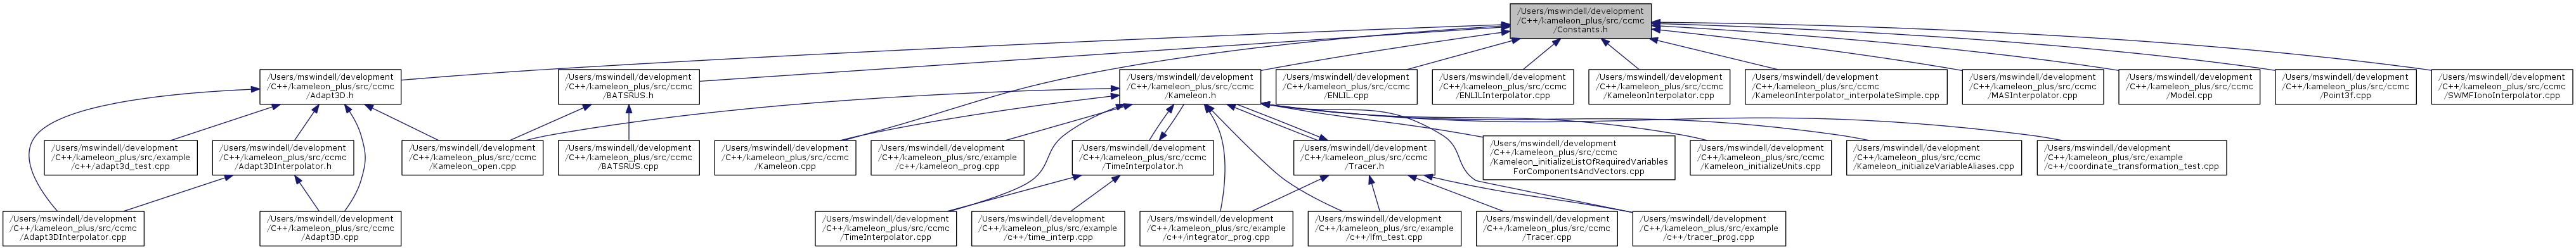 /Users/mswindell/development
/C++/kameleon_plus/src/ccmc
/Constants.h
/Users/mswindell/development
/C++/kameleon_plus/src/ccmc
/Adapt3D.h
/Users/mswindell/development
/C++/kameleon_plus/src/ccmc
/BATSRUS.h
/Users/mswindell/development
/C++/kameleon_plus/src/ccmc
/Kameleon.h
/Users/mswindell/development
/C++/kameleon_plus/src/ccmc
/ENLIL.cpp
/Users/mswindell/development
/C++/kameleon_plus/src/ccmc
/ENLILInterpolator.cpp
/Users/mswindell/development
/C++/kameleon_plus/src/ccmc
/KameleonInterpolator.cpp
/Users/mswindell/development
/C++/kameleon_plus/src/ccmc
/KameleonInterpolator_interpolateSimple.cpp
/Users/mswindell/development
/C++/kameleon_plus/src/ccmc
/MASInterpolator.cpp
/Users/mswindell/development
/C++/kameleon_plus/src/ccmc
/Model.cpp
/Users/mswindell/development
/C++/kameleon_plus/src/ccmc
/Point3f.cpp
/Users/mswindell/development
/C++/kameleon_plus/src/ccmc
/SWMFIonoInterpolator.cpp
/Users/mswindell/development
/C++/kameleon_plus/src/example
/c++/adapt3d_test.cpp
/Users/mswindell/development
/C++/kameleon_plus/src/ccmc
/Adapt3DInterpolator.h
/Users/mswindell/development
/C++/kameleon_plus/src/ccmc
/Kameleon_open.cpp
/Users/mswindell/development
/C++/kameleon_plus/src/ccmc
/BATSRUS.cpp
/Users/mswindell/development
/C++/kameleon_plus/src/ccmc
/Kameleon.cpp
/Users/mswindell/development
/C++/kameleon_plus/src/example
/c++/kameleon_prog.cpp
/Users/mswindell/development
/C++/kameleon_plus/src/ccmc
/TimeInterpolator.h
/Users/mswindell/development
/C++/kameleon_plus/src/ccmc
/Tracer.h
/Users/mswindell/development
/C++/kameleon_plus/src/ccmc
/Kameleon_initializeListOfRequiredVariables
ForComponentsAndVectors.cpp
/Users/mswindell/development
/C++/kameleon_plus/src/ccmc
/Kameleon_initializeUnits.cpp
/Users/mswindell/development
/C++/kameleon_plus/src/ccmc
/Kameleon_initializeVariableAliases.cpp
/Users/mswindell/development
/C++/kameleon_plus/src/example
/c++/coordinate_transformation_test.cpp
/Users/mswindell/development
/C++/kameleon_plus/src/ccmc
/Adapt3DInterpolator.cpp
/Users/mswindell/development
/C++/kameleon_plus/src/ccmc
/Adapt3D.cpp
/Users/mswindell/development
/C++/kameleon_plus/src/ccmc
/TimeInterpolator.cpp
/Users/mswindell/development
/C++/kameleon_plus/src/example
/c++/time_interp.cpp
/Users/mswindell/development
/C++/kameleon_plus/src/example
/c++/integrator_prog.cpp
/Users/mswindell/development
/C++/kameleon_plus/src/example
/c++/lfm_test.cpp
/Users/mswindell/development
/C++/kameleon_plus/src/ccmc
/Tracer.cpp
/Users/mswindell/development
/C++/kameleon_plus/src/example
/c++/tracer_prog.cpp